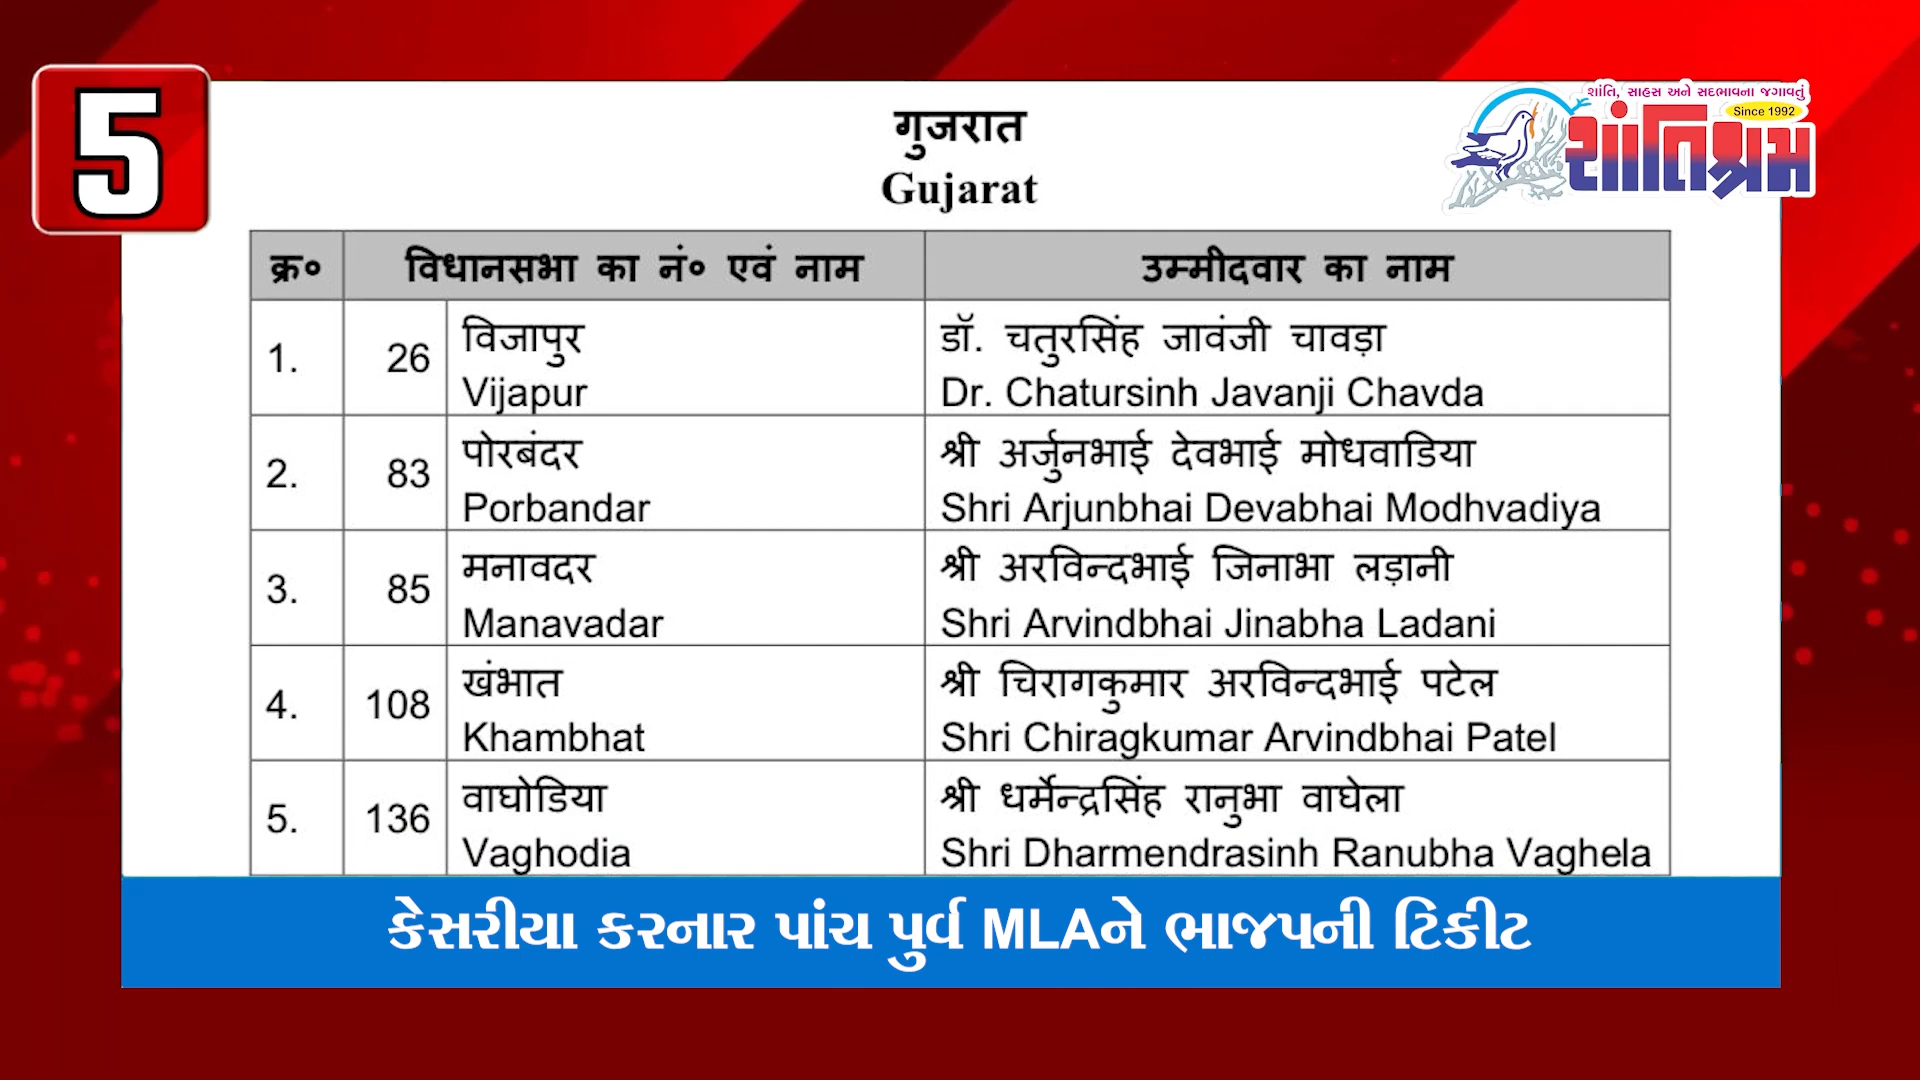 5
શાંતિ, સાહસ અને સદભાવના જગાવતું
Since 1992
શાંતિશ્રમ
गुजरात
Gujarat
क्र० विधानसभा का नं० एवं नाम उम्मीदवार का नाम
1. 26 विजापुर डॉ. चतुरसिंह जावंजी चावड़ा
Vijapur Dr. Chatursinh Javanji Chavda
2. 83 पोरबंदर श्री अर्जुनभाई देवभाई मोधवाडिया
Porbandar Shri Arjunbhai Devabhai Modhvadiya
3. 85 मनावदर श्री अरविन्दभाई जिनाभा लड़ानी
Manavadar Shri Arvindbhai Jinabha Ladani
4. 108 खंभात श्री चिरागकुमार अरविन्दभाई पटेल
Khambhat Shri Chiragkumar Arvindbhai Patel
5. 136 वाघोडिया श्री धर्मेन्द्रसिंह रानुभा वाघेला
Vaghodia Shri Dharmendrasinh Ranubha Vaghela
કેસરીયા કરનાર પાંચ પુર્વ MLAને ભાજપની ટિકીટ